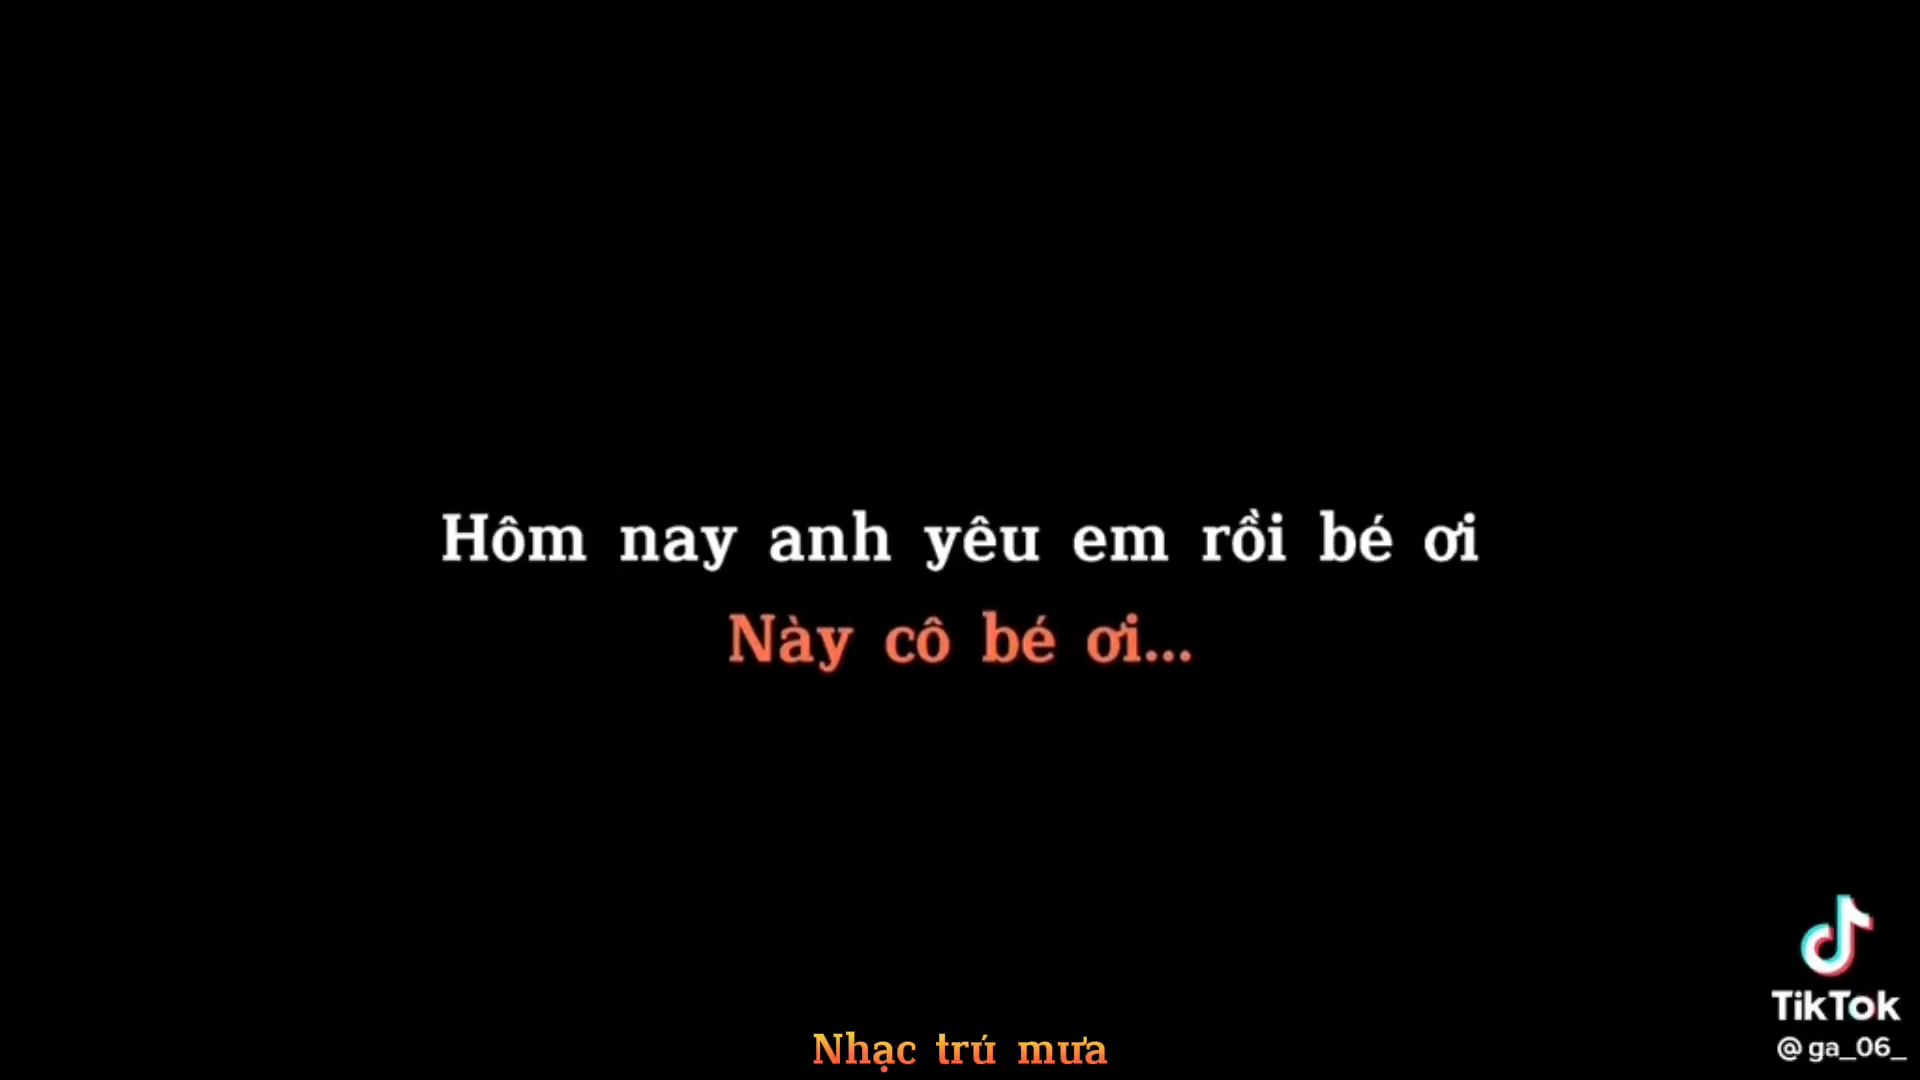 Hôm nay anh yêu em rồi bé ơi
Này cô bé ơi...
TikTok
@ga_06_
Nhạc trú mưa